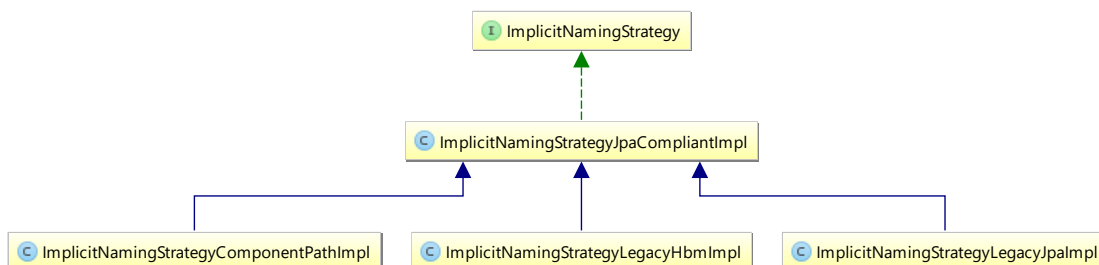 I ImplicitNamingStrategy
C ImplicitNamingStrategyJpaCompliantImpl
C ImplicitNamingStrategyComponentPathImpl
C ImplicitNamingStrategyLegacyHbmImpl
C ImplicitNamingStrategyLegacyJpaImpl